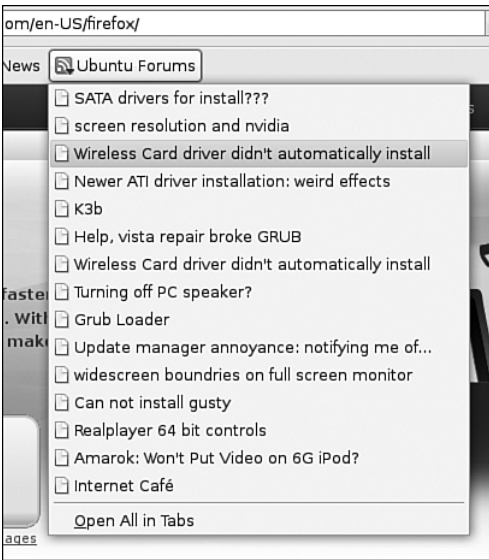 om/en-US/firefox/
News Ubuntu Forums
SATA drivers for install???
screen resolution and nvidia
Wireless Card driver didn't automatically install
Newer ATI driver installation: weird effects
K3b
Help, vista repair broke GRUB
Wireless Card driver didn't automatically install
Turning off PC speaker?
faste
Grub Loader
. With
Update manager annoyance: notifying me of...
mak
widescreen boundries on full screen monitor
Can not install gusty
Realplayer 64 bit controls
Amarok: Won't Put Video on 6G iPod?
Internet Café
Open All in Tabs
ages